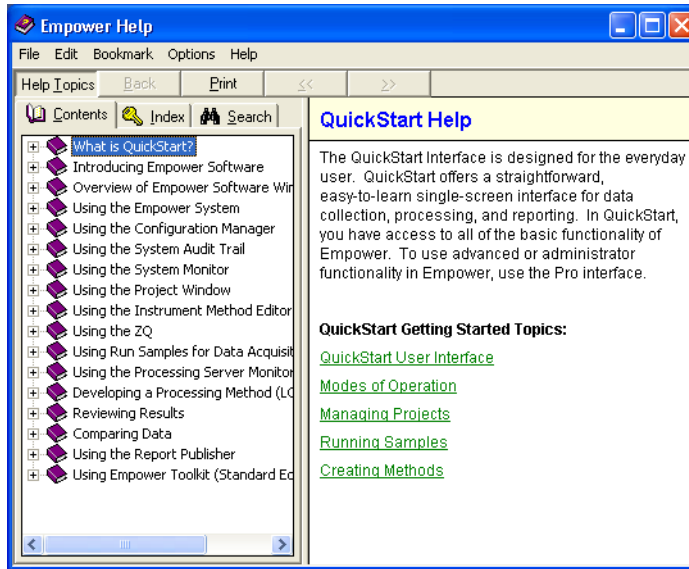 Empower Help
File Edit Bookmark Options Help
Help Topics Back Print << >>
Contents Index Search
What is QuickStart?
Introducing Empower Software
Overview of Empower Software Wir
Using the Empower System
Using the Configuration Manager
Using the System Audit Trail
Using the System Monitor
Using the Project Window
Using the Instrument Method Editor
Using the ZQ
Using Run Samples for Data Acquisit
Using the Processing Server Monitor
Developing a Processing Method (LC
Reviewing Results
Comparing Data
Using the Report Publisher
Using Empower Toolkit (Standard Ed
QuickStart Help
The QuickStart Interface is designed for the everyday
user. QuickStart offers a straightforward,
easy-to-learn single-screen interface for data
collection, processing, and reporting. In QuickStart,
you have access to all of the basic functionality of
Empower. To use advanced or administrator
functionality in Empower, use the Pro interface.
QuickStart Getting Started Topics:
QuickStart User Interface
Modes of Operation
Managing Projects
Running Samples
Creating Methods